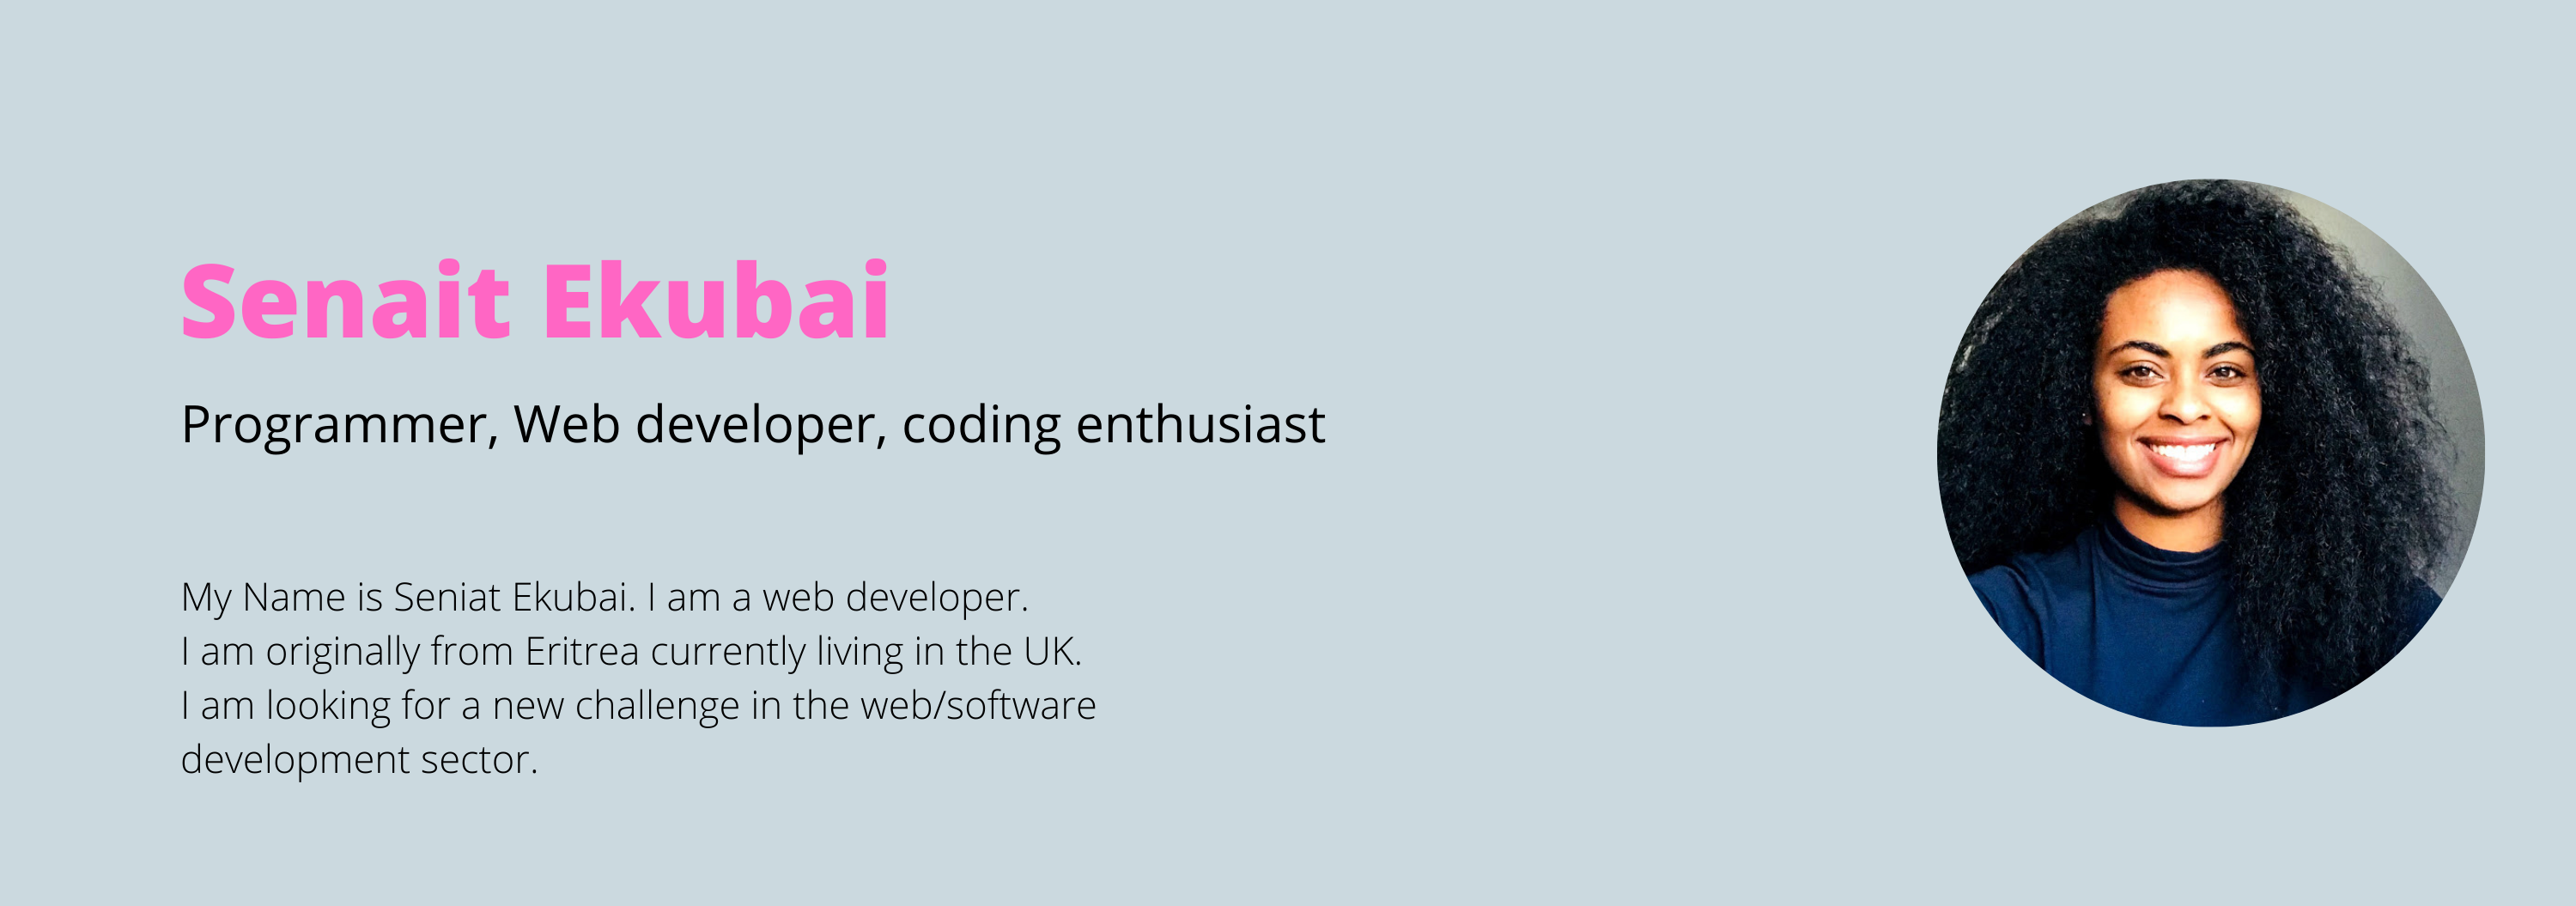 Senait Ekubai
Programmer, Web developer, coding enthusiast
My Name is Seniat Ekubai. I am a web developer.
I am originally from Eritrea currently living in the UK.
I am looking for a new challenge in the web/software
development sector.